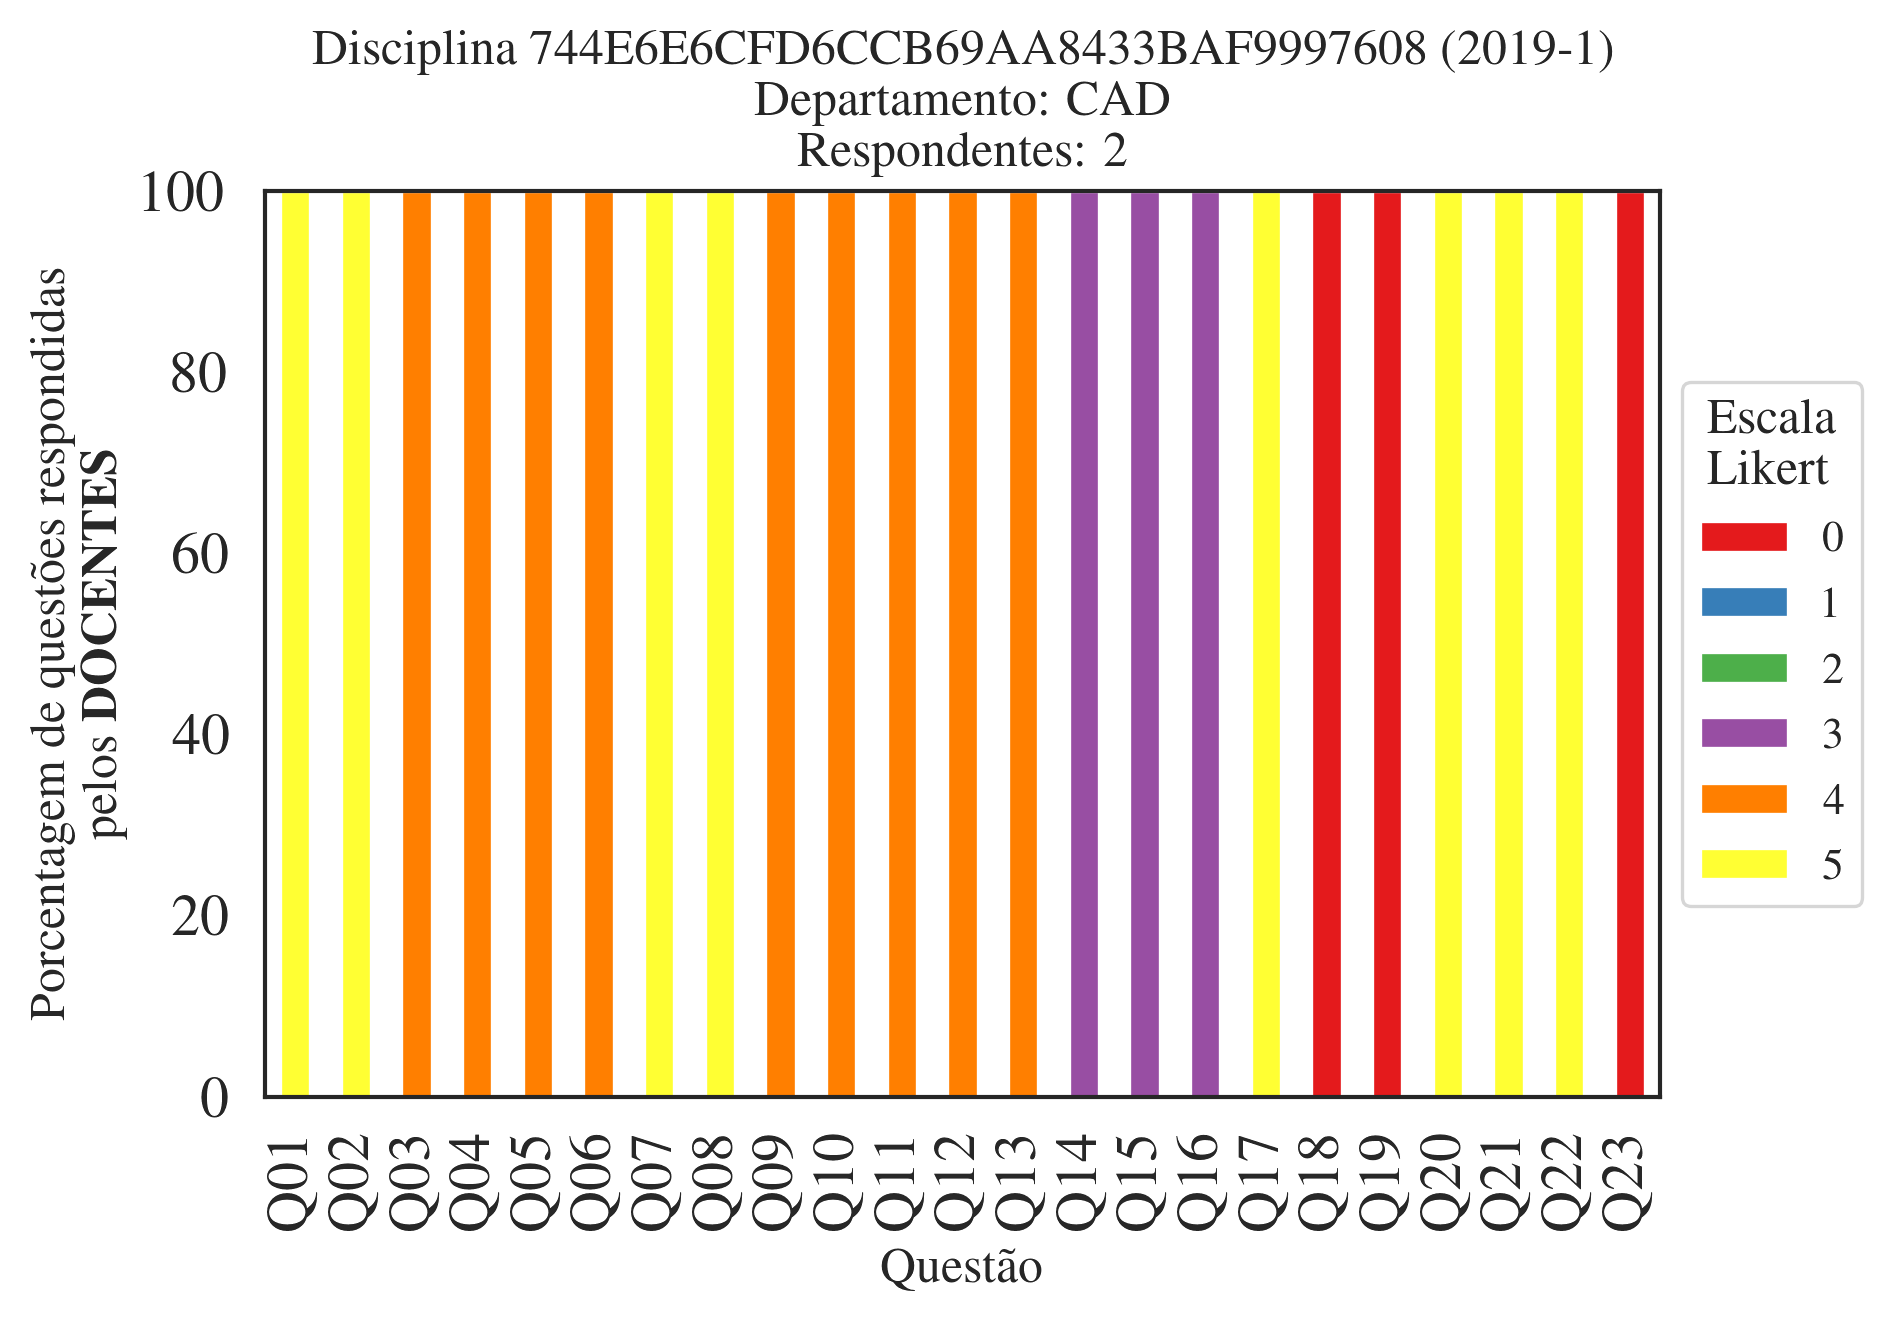 Disciplina 744E6E6CFD6CCB69AA8433BAF9997608 (2019-1)
Departamento: CAD
Respondentes: 2
Porcentagem de questões respondidas
pelos DOCENTES
100
80
60
40
20
0
Q01
Q02
Q03
Q04
Q05
Q06
Q07
Q08
Q09
Q10
Q11
Q12
Q13
Q14
Q15
Q16
Q17
Q18
Q19
Q20
Q21
Q22
Q23
Questão
Escala
Likert
0
1
2
3
4
5